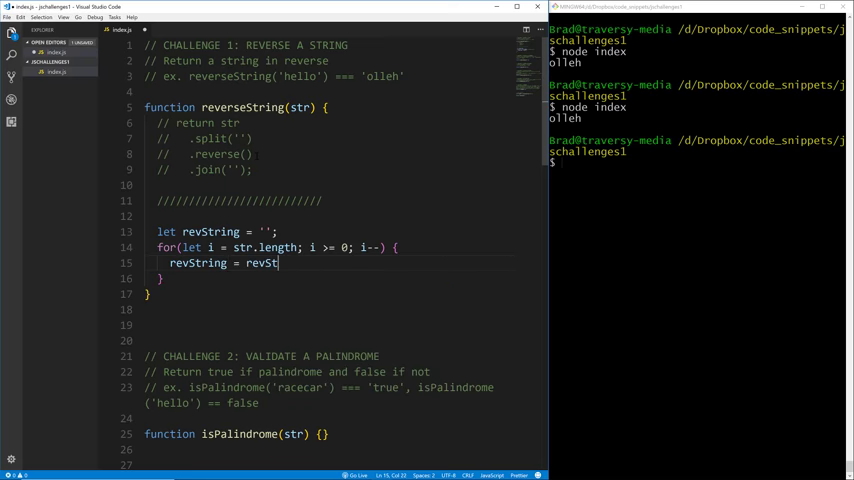 index.js - jschallenges1 - Visual Studio Code
File Edit Selection View Go Debug Tasks Help
EXPLORER
OPEN EDITORS 1 UNSAVED
index.js
JSCHALLENGES1
index.js
index.js
1 // CHALLENGE 1: REVERSE A STRING
2 // Return a string in reverse
3 // ex. reverseString('hello') === 'olleh'
4
5 function reverseString(str) {
6 // return str
7 //   .split('')
8 //   .reverse()
9 //   .join('');
10
11 //////////////////////////
12
13 let revString = '';
14 for(let i = str.length; i >= 0; i--) {
15 revString = revSt
16 }
17 }
18
19
20
21 // CHALLENGE 2: VALIDATE A PALINDROME
22 // Return true if palindrome and false if not
23 // ex. isPalindrome('racecar') === 'true', isPalindrome
('hello') == false
24
25 function isPalindrome(str) {}
26
27
0 0 Go Live Ln 15, Col 22 Spaces: 2 UTF-8 CRLF JavaScript Prettier
MINGW64:/d/Dropbox/code_snippets/jschallenges1
Brad@traversy-media /d/Dropbox/code_snippets/j
schallenges1
$ node index
olleh
Brad@traversy-media /d/Dropbox/code_snippets/j
schallenges1
$ node index
olleh
Brad@traversy-media /d/Dropbox/code_snippets/j
schallenges1
$